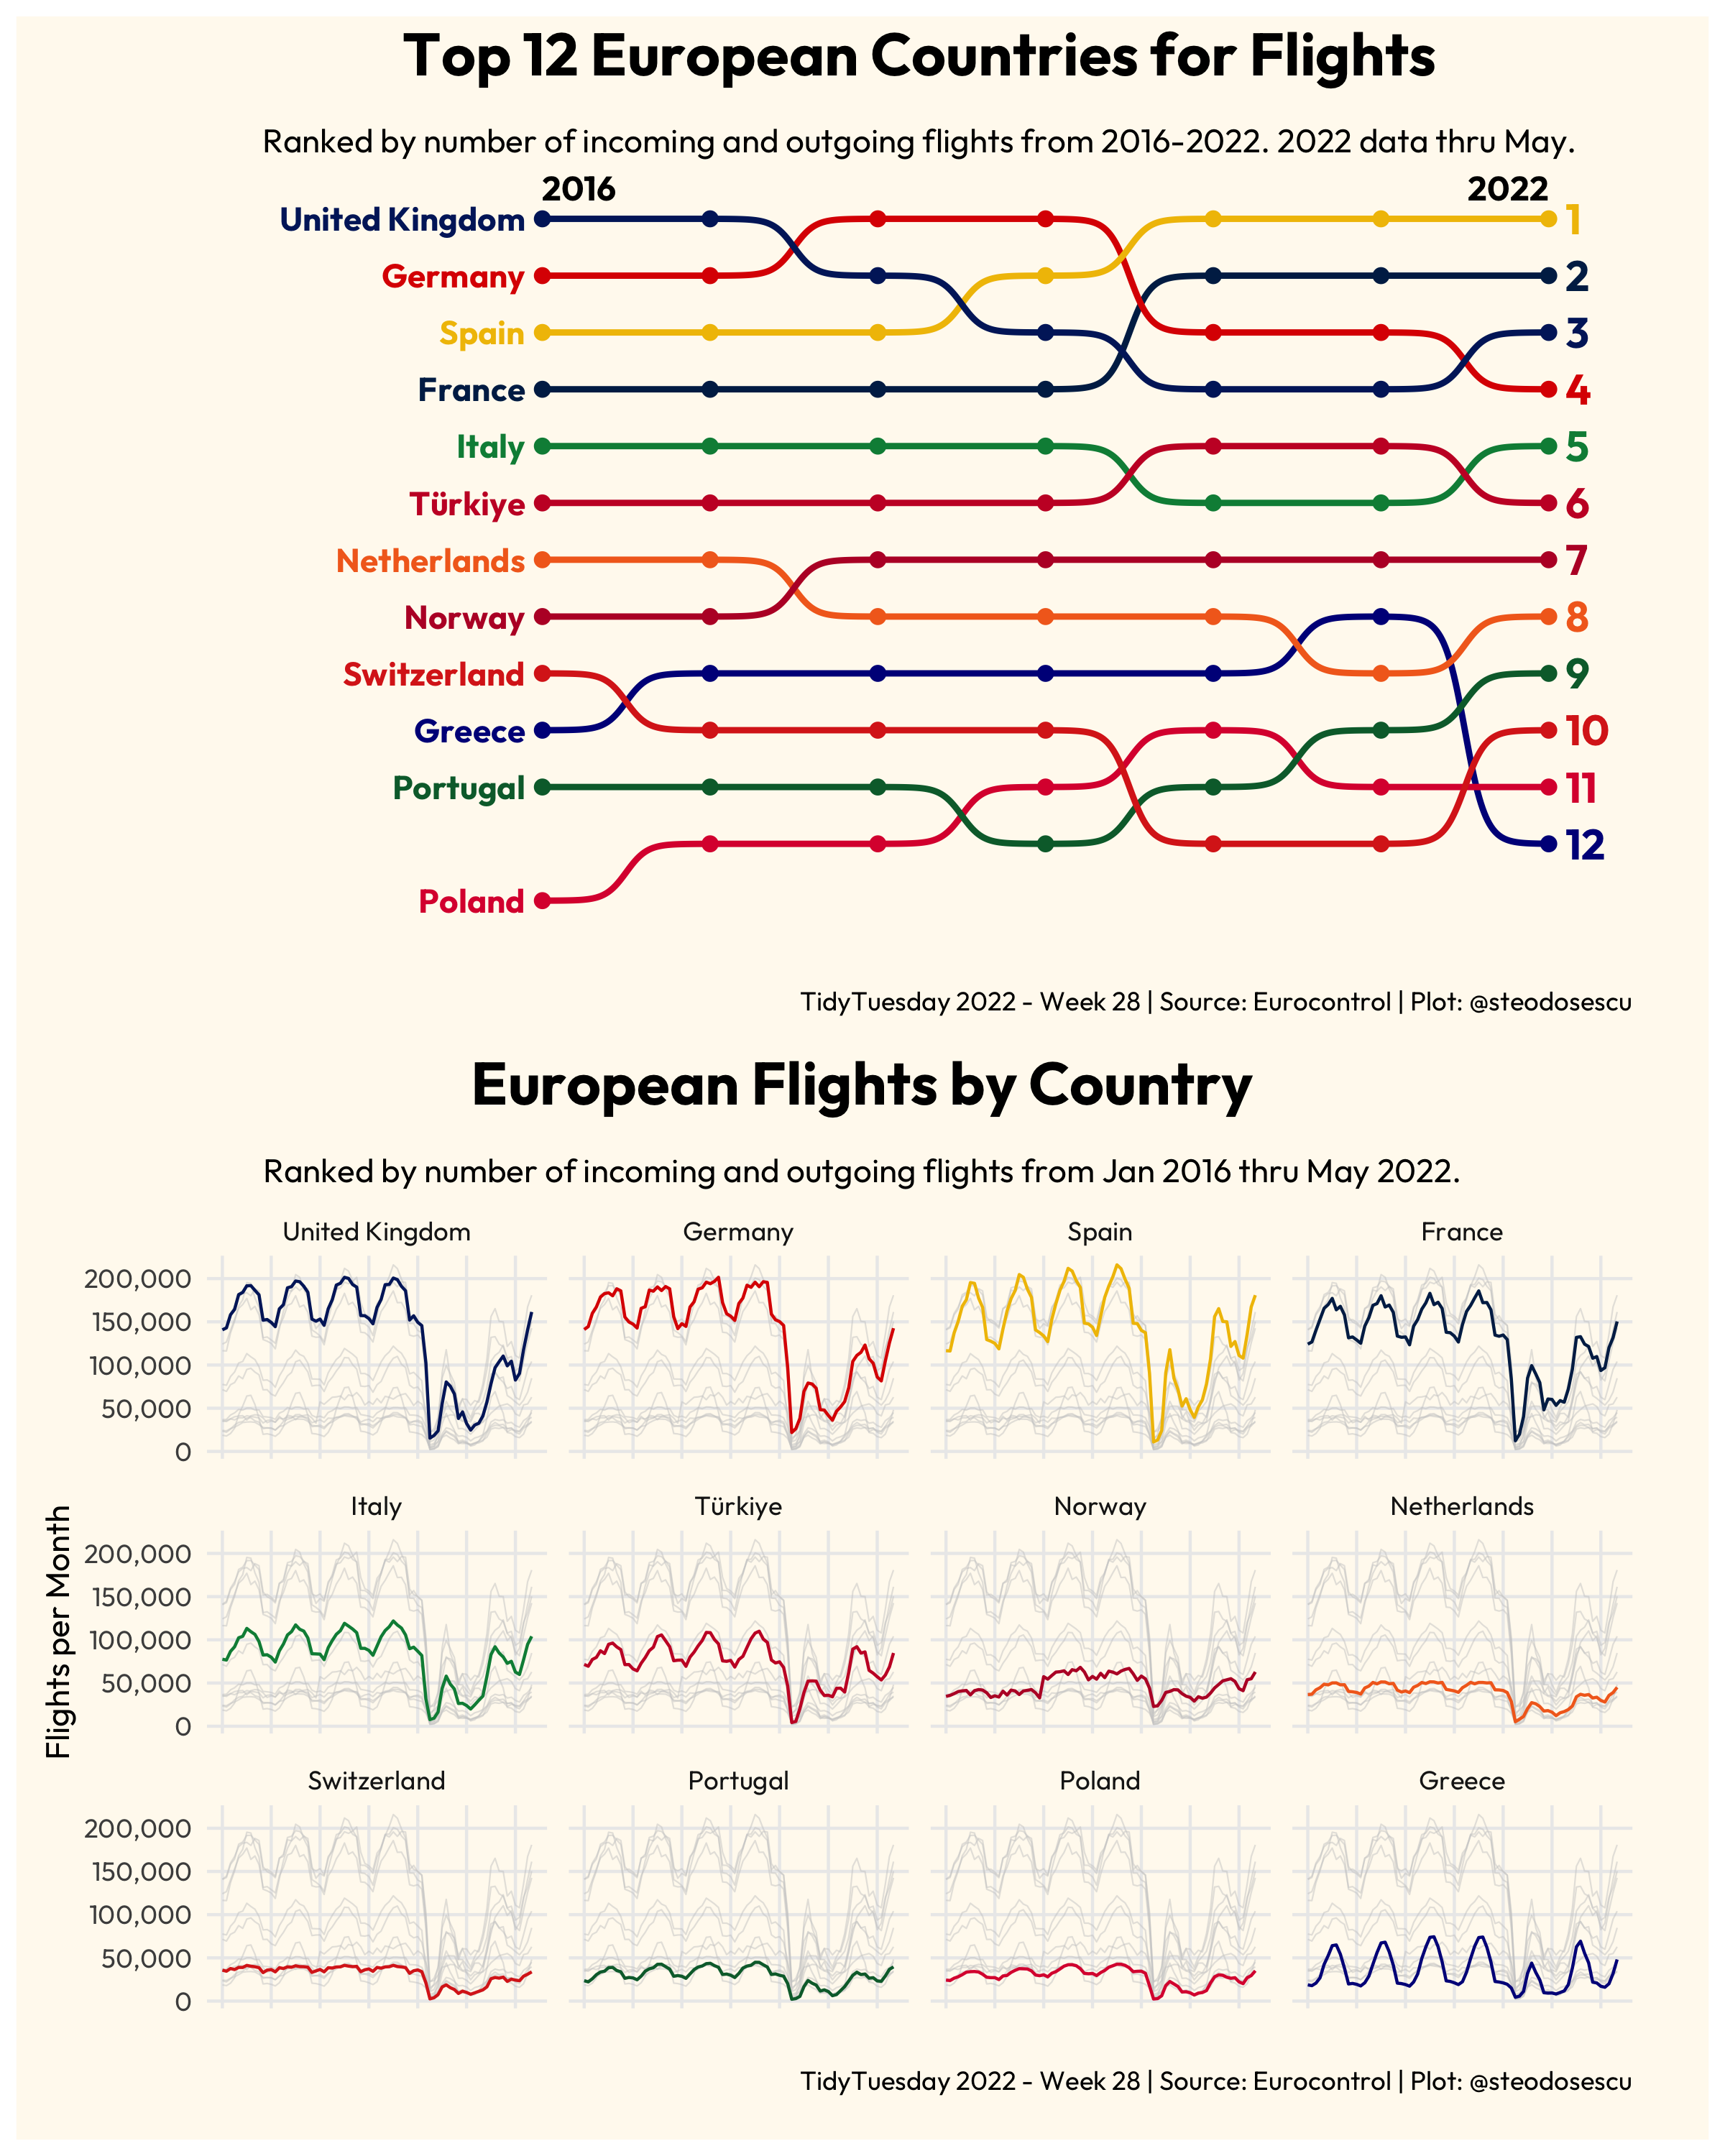 Top 12 European Countries for Flights
Ranked by number of incoming and outgoing flights from 2016-2022. 2022 data thru May.
2016 2022
United Kingdom 1
Germany 2
Spain 3
France 4
Italy 5
Türkiye 6
Netherlands 7
Norway 8
Switzerland 9
Greece 10
Portugal 11
12
Poland
TidyTuesday 2022 - Week 28 | Source: Eurocontrol | Plot: @steodosescu
European Flights by Country
Ranked by number of incoming and outgoing flights from Jan 2016 thru May 2022.
Flights per Month
United Kingdom Germany Spain France
200,000
150,000
100,000
50,000
0
Italy Türkiye Norway Netherlands
200,000
150,000
100,000
50,000
0
Switzerland Portugal Poland Greece
200,000
150,000
100,000
50,000
0
TidyTuesday 2022 - Week 28 | Source: Eurocontrol | Plot: @steodosescu